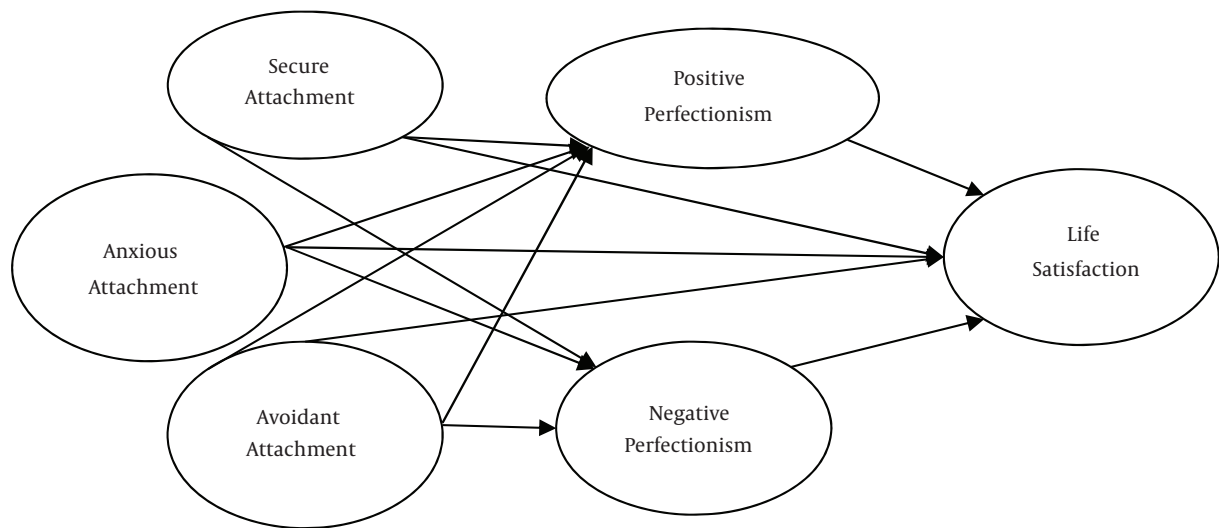 Secure
Attachment
Positive
Perfectionism
Anxious
Attachment
Life
Satisfaction
Avoidant
Attachment
Negative
Perfectionism